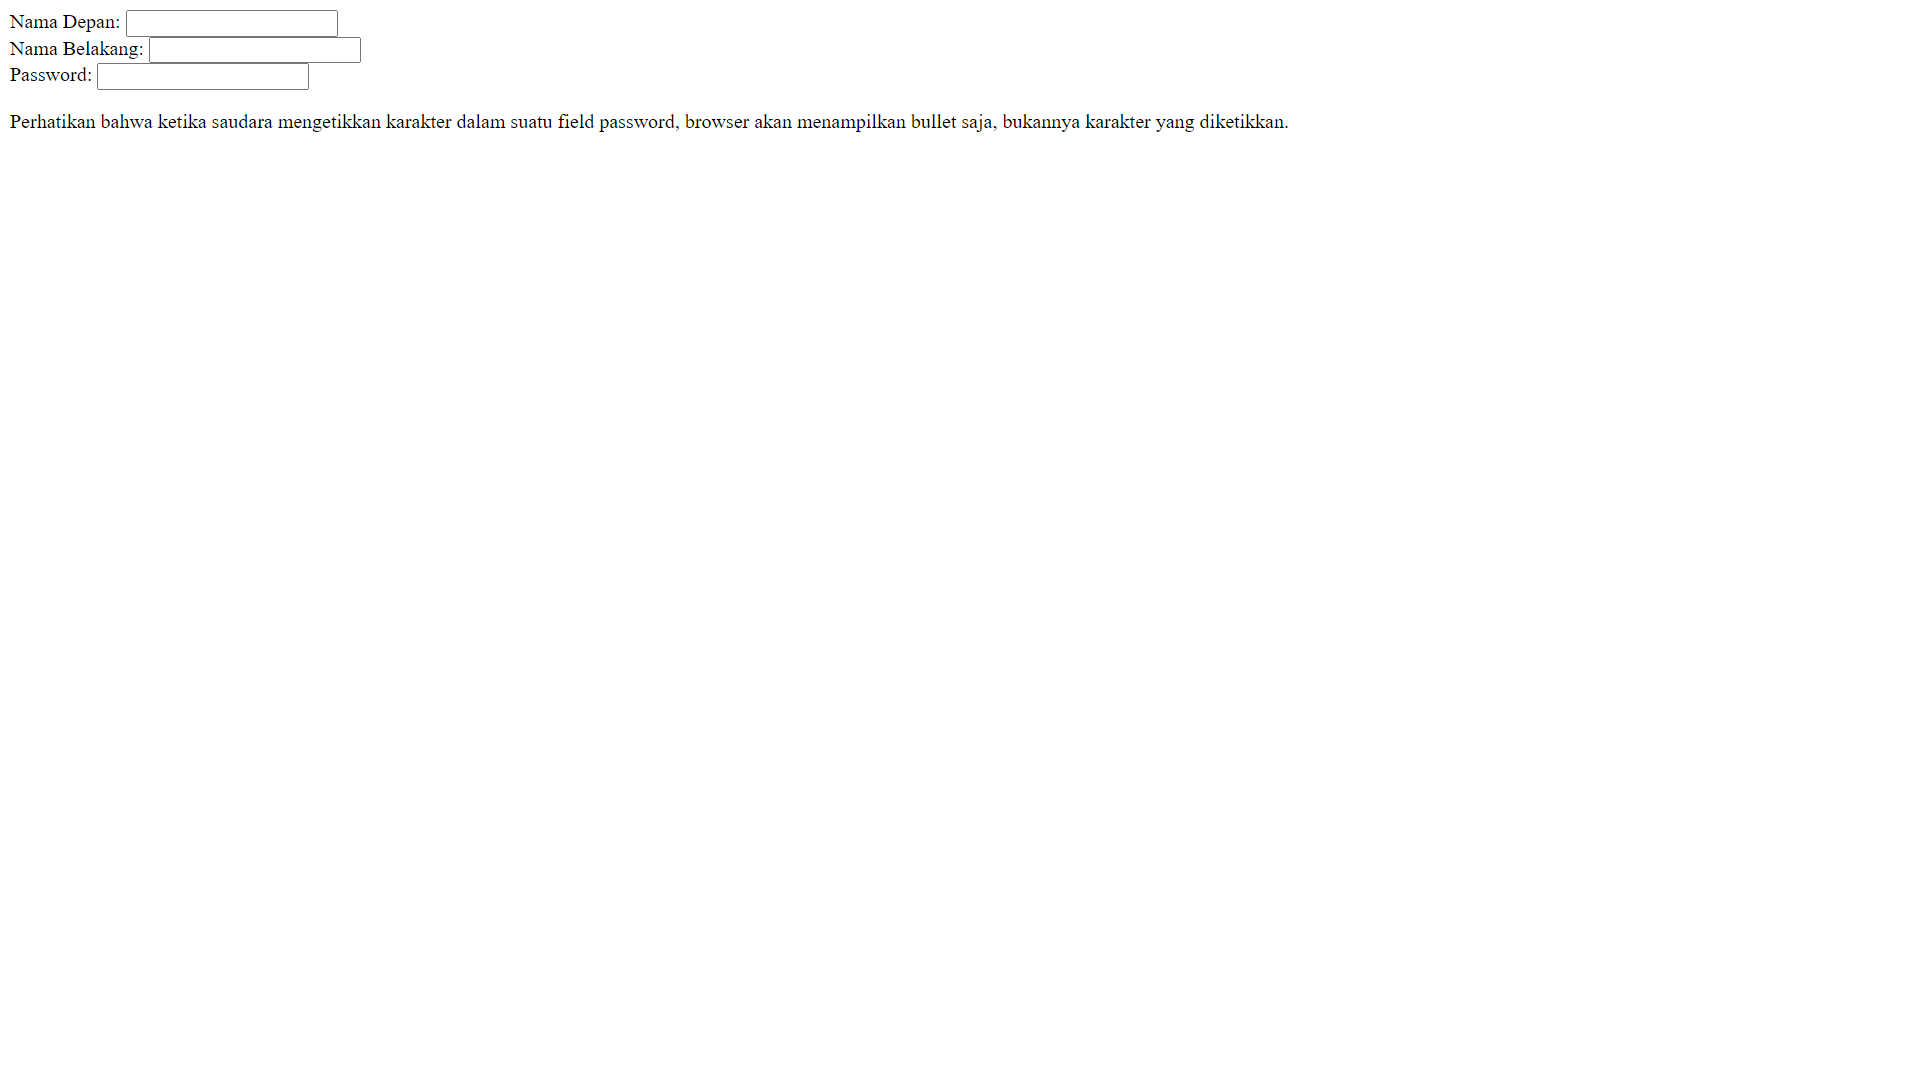 Nama Depan:
Nama Belakang:
Password:
Perhatikan bahwa ketika saudara mengetikkan karakter dalam suatu field password, browser akan menampilkan bullet saja, bukannya karakter yang diketikkan.